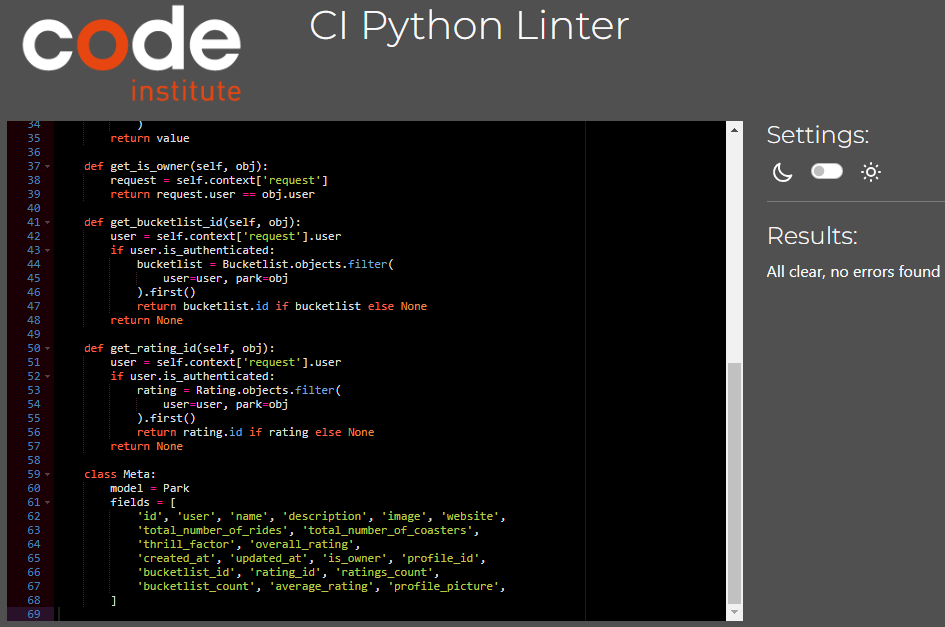 code
institute
CI Python Linter
34 )
35 return value
36
37 def get_is_owner(self, obj):
38 request = self.context['request']
39 return request.user == obj.user
40
41 def get_bucketlist_id(self, obj):
42 user = self.context['request'].user
43 if user.is_authenticated:
44 bucketlist = Bucketlist.objects.filter(
45 user=user, park=obj
46 ).first()
47 return bucketlist.id if bucketlist else None
48 return None
49
50 def get_rating_id(self, obj):
51 user = self.context['request'].user
52 if user.is_authenticated:
53 rating = Rating.objects.filter(
54 user=user, park=obj
55 ).first()
56 return rating.id if rating else None
57 return None
58
59 class Meta:
60 model = Park
61 fields = [
62 'id', 'user', 'name', 'description', 'image', 'website',
63 'total_number_of_rides', 'total_number_of_coasters',
64 'thrill_factor', 'overall_rating',
65 'created_at', 'updated_at', 'is_owner', 'profile_id',
66 'bucketlist_id', 'rating_id', 'ratings_count',
67 'bucketlist_count', 'average_rating', 'profile_picture',
68 ]
69
Settings:
Results:
All clear, no errors found